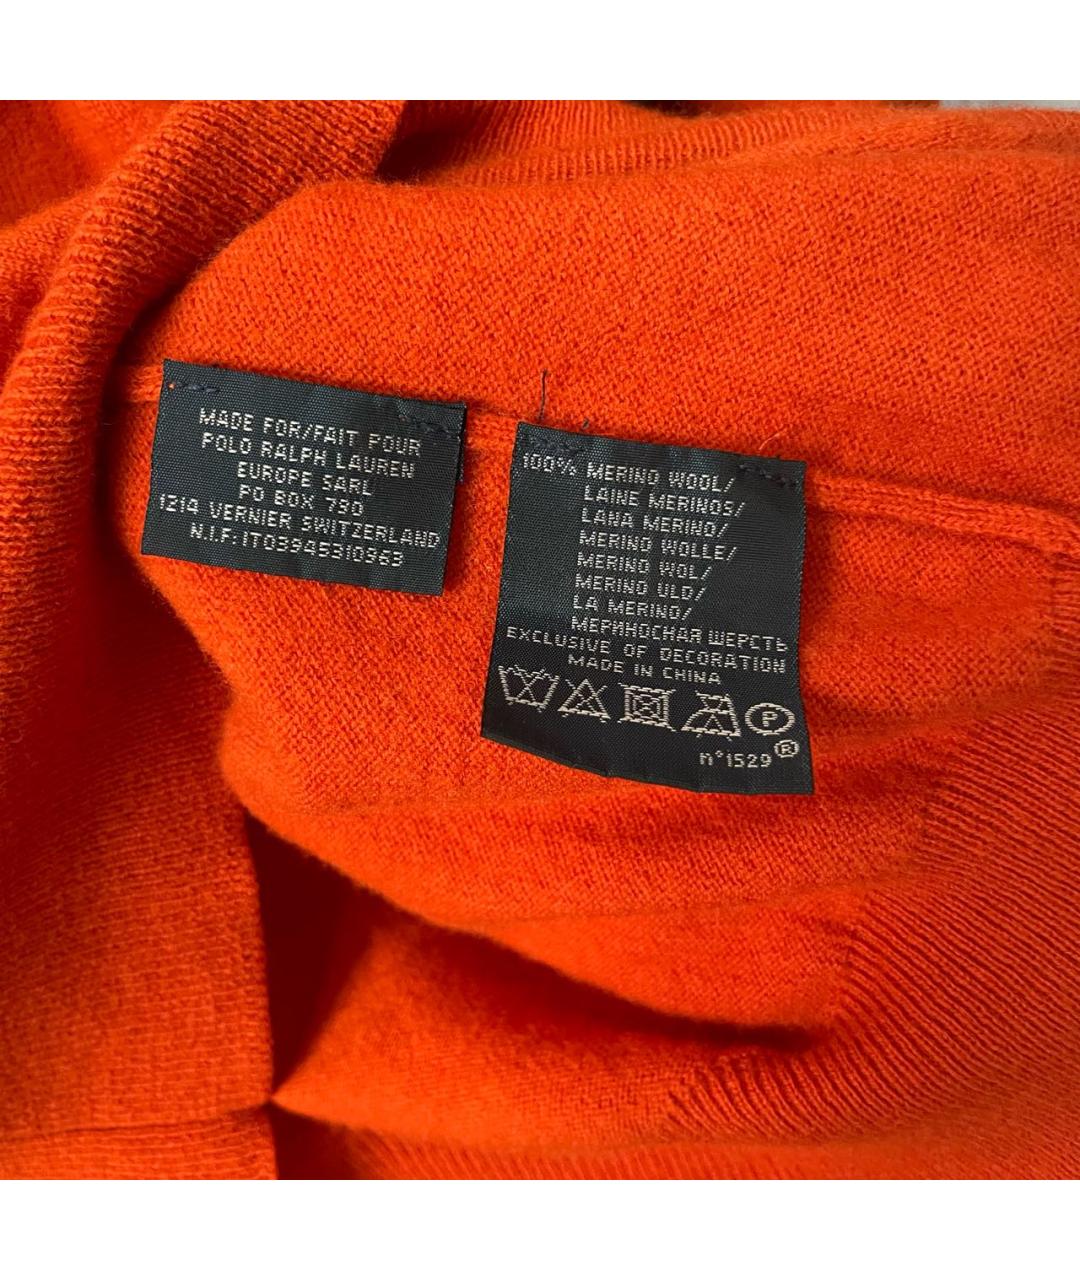 MADE FOR/FAIT POUR
POLO RALPH LAUREN
EUROPE SARL
PO BOX 790
1214 VERNIER SWITZERLAND
N.I.F: IT03945310963
100% MERINO WOOL/
LAINE MERINOS/
LANA MERINO/
MERINO WOLLE/
MERINO WOL/
MERINO ULD/
LA MERINO/
МЕРИНОСНАЯ ШЕРСТЬ
EXCLUSIVE OF DECORATION
MADE IN CHINA
P
®
n°1529